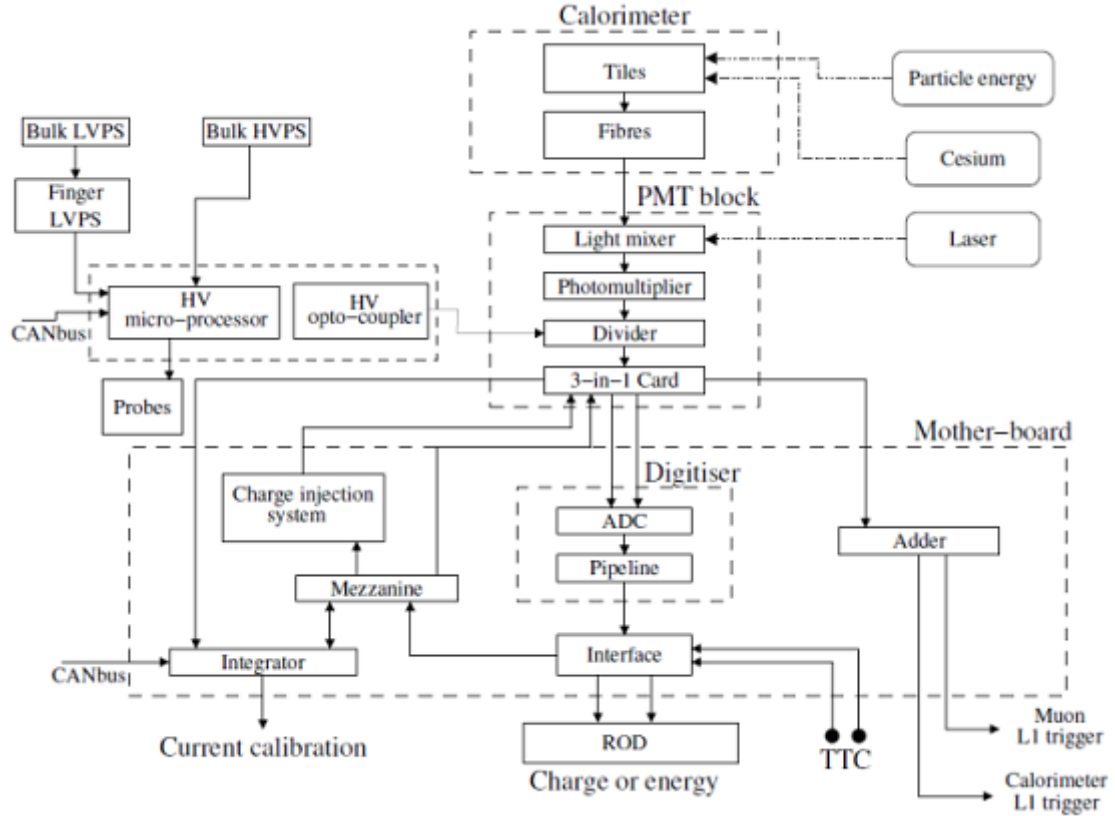 Calorimeter
Tiles
Particle energy
Bulk LVPS
Bulk HVPS
Fibres
Cesium
Finger
LVPS
PMT block
Light mixer
Laser
Photomultiplier
HV
micro-processor
HV
opto-coupler
CANbus
Divider
3-in-1 Card
Probes
Mother-board
Digitiser
Charge injection
system
ADC
Adder
Pipeline
Mezzanine
Interface
Integrator
CANbus
Current calibration
ROD
TTC
Muon
L1 trigger
Charge or energy
Calorimeter
L1 trigger